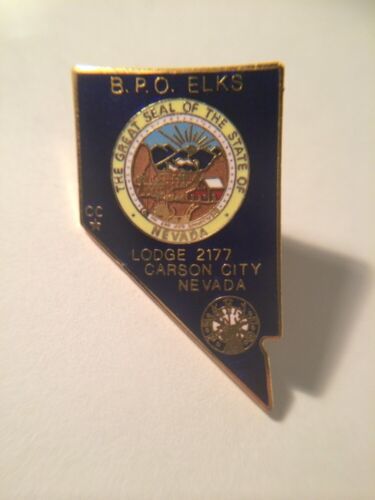 B.P.O. ELKS
THE GREAT SEAL OF THE STATE OF
NEVADA
CC
LODGE 2177
CARSON CITY
NEVADA